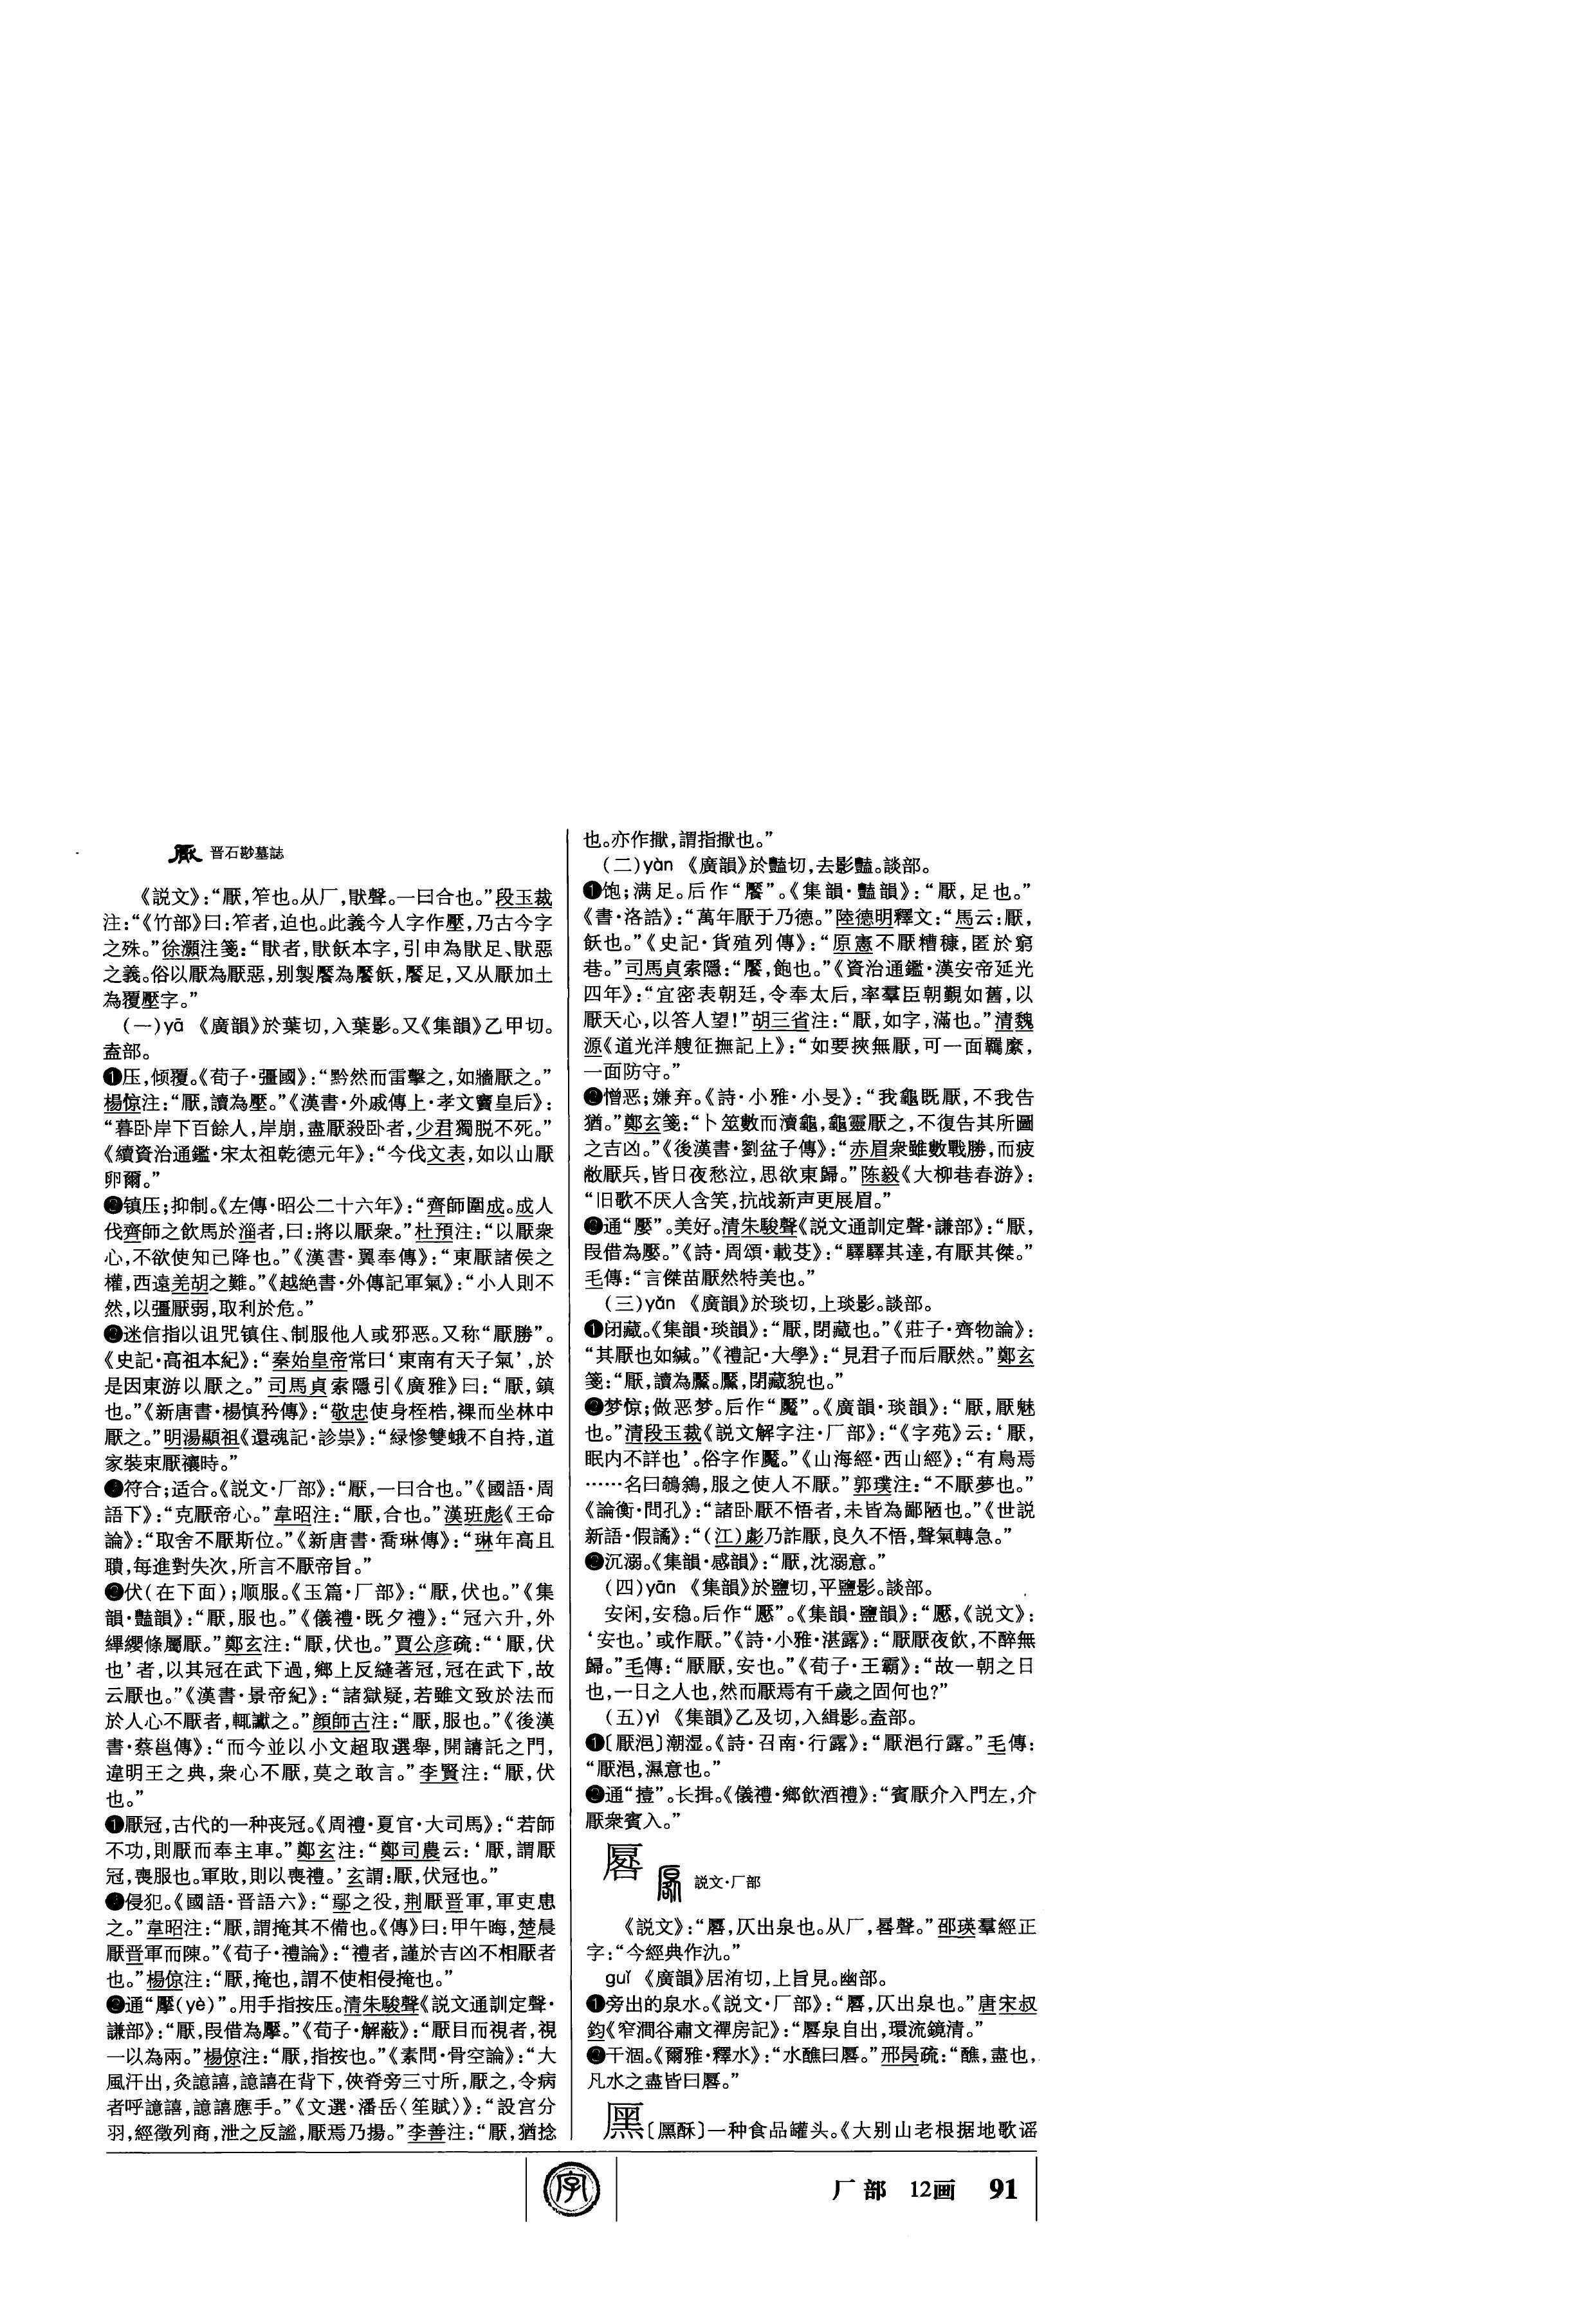 厭 晋石尠墓誌
《説文》：“厭，笮也。从厂，猒聲。一曰合也。”段玉裁
注：“《竹部》曰：笮者，迫也。此義今人字作壓，乃古今字
之殊。”徐灝注箋：“猒者，猒飫本字，引申為猒足、猒惡
之義。俗以厭為厭惡，别製饜為饜飫，饜足，又从厭加土
為覆壓字。”
（一）yā 《廣韻》於葉切，入葉影。又《集韻》乙甲切。
盍部。
❶压，倾覆。《荀子·彊國》：“黔然而雷擊之，如牆厭之。”
楊倞注：“厭，讀為壓。”《漢書·外戚傳上·孝文竇皇后》：
“暮卧岸下百餘人，岸崩，盡厭殺卧者，少君獨脱不死。”
《續資治通鑑·宋太祖乾德元年》：“今伐文表，如以山厭
卵爾。”
❷镇压；抑制。《左傳·昭公二十六年》：“齊師圍成。成人
伐齊師之飲馬於淄者，曰：將以厭衆。”杜預注：“以厭衆
心，不欲使知己降也。”《漢書·翼奉傳》：“東厭諸侯之
權，西遠羌胡之難。”《越絶書·外傳記軍氣》：“小人則不
然，以彊厭弱，取利於危。”
迷信指以诅咒镇住、制服他人或邪恶。又称“厭勝”。
《史記·高祖本紀》：“秦始皇帝常曰‘東南有天子氣’，於
是因東游以厭之。”司馬貞索隱引《廣雅》曰：“厭，鎮
也。”《新唐書·楊慎矜傳》：“敬忠使身桎梏，裸而坐林中
厭之。”明湯顯祖《還魂記·診祟》：“緑慘雙蛾不自持，道
家裝束厭禳時。”
符合；适合。《説文·厂部》：“厭，一曰合也。”《國語·周
語下》：“克厭帝心。”韋昭注：“厭，合也。”漢班彪《王命
論》：“取舍不厭斯位。”《新唐書·喬琳傳》：“琳年高且
聵，每進對失次，所言不厭帝旨。”
伏（在下面）；顺服。《玉篇·厂部》：“厭，伏也。”《集
韻·豔韻》：“厭，服也。”《儀禮·既夕禮》：“冠六升，外
縪纓條屬厭。”鄭玄注：“厭，伏也。”賈公彦疏：“‘厭，伏
也’者，以其冠在武下過，鄉上反縫著冠，冠在武下，故
云厭也。”《漢書·景帝紀》：“諸獄疑，若雖文致於法而
於人心不厭者，輒讞之。”顔師古注：“厭，服也。”《後漢
書·蔡邕傳》：“而今並以小文超取選舉，開請託之門，
違明王之典，衆心不厭，莫之敢言。”李賢注：“厭，伏
也。”
厭冠，古代的一种丧冠。《周禮·夏官·大司馬》：“若師
不功，則厭而奉主車。”鄭玄注：“鄭司農云：‘厭，謂厭
冠，喪服也。軍敗，則以喪禮。’玄謂：厭，伏冠也。”
侵犯。《國語·晋語六》：“鄢之役，荆厭晋軍，軍吏患
之。”韋昭注：“厭，謂掩其不備也。《傳》曰：甲午晦，楚晨
厭晋軍而陳。”《荀子·禮論》：“禮者，謹於吉凶不相厭者
也。”楊倞注：“厭，掩也，謂不使相侵掩也。”
通“擪(yè)”。用手指按压。清朱駿聲《説文通訓定聲·
謙部》：“厭，叚借為擪。”《荀子·解蔽》：“厭目而視者，視
一以為兩。”楊倞注：“厭，指按也。”《素問·骨空論》：“大
風汗出，灸譩譆，譩譆在背下，俠脊旁三寸所，厭之，令病
者呼譩譆，譩譆應手。”《文選·潘岳〈笙賦〉》：“設宫分
羽，經徵列商，泄之反謐，厭焉乃揚。”李善注：“厭，猶捻
也。亦作擫，謂指擫也。”
（二）yàn 《廣韻》於豔切，去豔影。談部。
❶饱；满足。后作“饜”。《集韻·豔韻》：“厭，足也。”
《書·洛誥》：“萬年厭于乃德。”陸德明釋文：“馬云：厭，
飫也。”《史記·貨殖列傳》：“原憲不厭糟糠，匿於窮
巷。”司馬貞索隱：“饜，飽也。”《資治通鑑·漢安帝延光
四年》：“宜密表朝廷，令奉太后，率羣臣朝覲如舊，以
厭天心，以答人望！”胡三省注：“厭，如字，滿也。”清魏
源《道光洋艘征撫記上》：“如要挾無厭，可一面羈縻，
一面防守。”
❷憎恶；嫌弃。《詩·小雅·小旻》：“我龜既厭，不我告
猶。”鄭玄箋：“卜筮數而瀆龜，龜靈厭之，不復告其所圖
之吉凶。”《後漢書·劉盆子傳》：“赤眉衆雖數戰勝，而疲
敝厭兵，皆日夜愁泣，思欲東歸。”陈毅《大柳巷春游》：
“旧歌不厌人含笑，抗战新声更展眉。”
通“嬮”。美好。清朱駿聲《説文通訓定聲·謙部》：“厭，
叚借為嬮。”《詩·周頌·載芟》：“驛驛其達，有厭其傑。”
毛傳：“言傑苗厭然特美也。”
（三）yǎn 《廣韻》於琰切，上琰影。談部。
❶闭藏。《集韻·琰韻》：“厭，閉藏也。”《莊子·齊物論》：
“其厭也如緘。”《禮記·大學》：“見君子而后厭然。”鄭玄
箋：“厭，讀為黶。黶，閉藏貌也。”
❷梦惊；做恶梦。后作“魘”。《廣韻·琰韻》：“厭，厭魅
也。”清段玉裁《説文解字注·厂部》：“《字苑》云：‘厭，
眠内不詳也’。俗字作魘。”《山海經·西山經》：“有鳥焉
……名曰鵸鵌，服之使人不厭。”郭璞注：“不厭夢也。”
《論衡·問孔》：“諸卧厭不悟者，未皆為鄙陋也。”《世説
新語·假譎》：“（江）虨乃詐厭，良久不悟，聲氣轉急。”
沉溺。《集韻·感韻》：“厭，沈溺意。”
（四）yān 《集韻》於鹽切，平鹽影。談部。
安闲，安稳。后作“懕”。《集韻·鹽韻》：“懕，《説文》：
‘安也。’或作厭。”《詩·小雅·湛露》：“厭厭夜飲，不醉無
歸。”毛傳：“厭厭，安也。”《荀子·王霸》：“故一朝之日
也，一日之人也，然而厭焉有千歲之固何也？”
（五）yì 《集韻》乙及切，入緝影。盍部。
❶〔厭浥〕潮湿。《詩·召南·行露》：“厭浥行露。”毛傳：
“厭浥，濕意也。”
❷通“撎”。长揖。《儀禮·鄉飲酒禮》：“賓厭介入門左，介
厭衆賓入。”
厬 説文·厂部
《説文》：“厬，仄出泉也。从厂，晷聲。”邵瑛羣經正
字：“今經典作氿。”
guǐ 《廣韻》居洧切，上旨見。幽部。
❶旁出的泉水。《説文·厂部》：“厬，仄出泉也。”唐宋叔
鈞《窄澗谷肅文禪房記》：“厬泉自出，環流鏡清。”
❷干涸。《爾雅·釋水》：“水醮曰厬。”邢昺疏：“醮，盡也，
凡水之盡皆曰厬。”
〔酥〕一种食品罐头。《大别山老根据地歌谣
字
厂部 12画 91